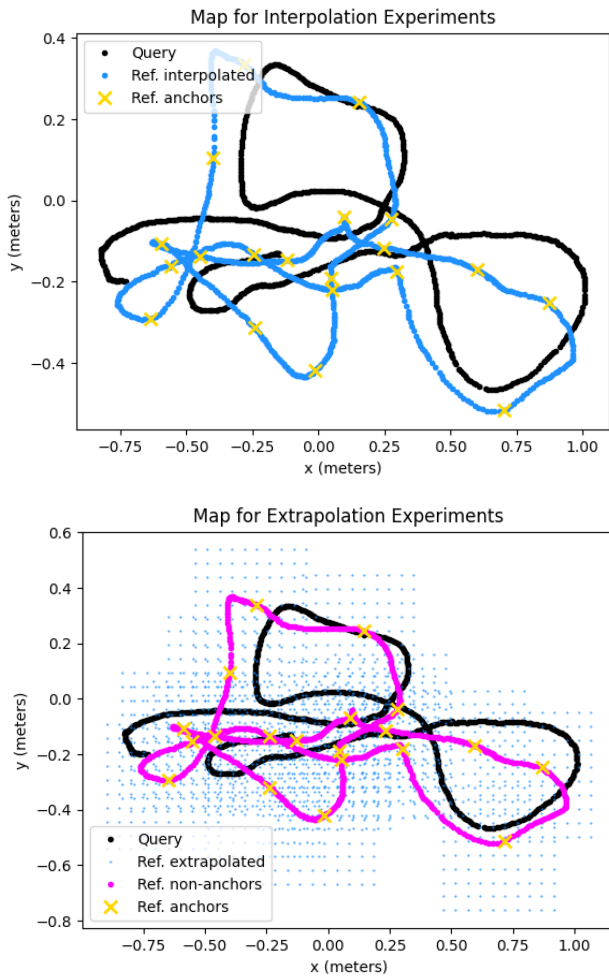 Map for Interpolation Experiments
0.4
0.2
0.0
−0.2
−0.4
y (meters)
Query
Ref. interpolated
Ref. anchors
−0.75 −0.50 −0.25 0.00 0.25 0.50 0.75 1.00
x (meters)
Map for Extrapolation Experiments
0.6
0.4
0.2
0.0
−0.2
−0.4
−0.6
−0.8
y (meters)
Query
Ref. extrapolated
Ref. non-anchors
Ref. anchors
−0.75 −0.50 −0.25 0.00 0.25 0.50 0.75 1.00
x (meters)